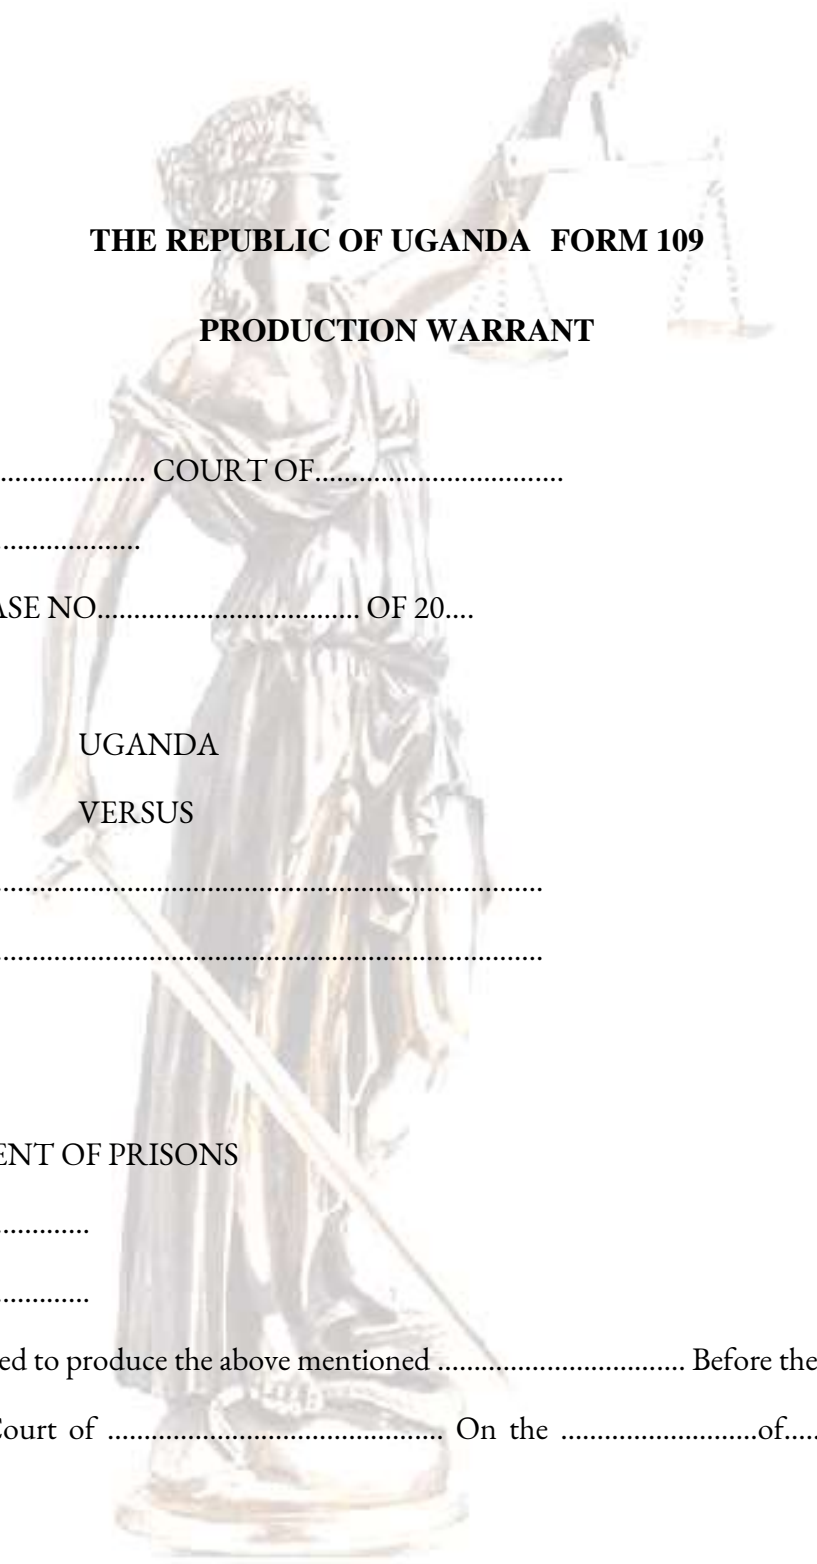 THE REPUBLIC OF UGANDA FORM 109
PRODUCTION WARRANT
.................... COURT OF..................................
...................
ASE NO.................................... OF 20....
UGANDA
VERSUS
..........................................................................
..........................................................................
ENT OF PRISONS
............
............
ed to produce the above mentioned .................................. Before the
Court of .............................................. On the ...........................of.....